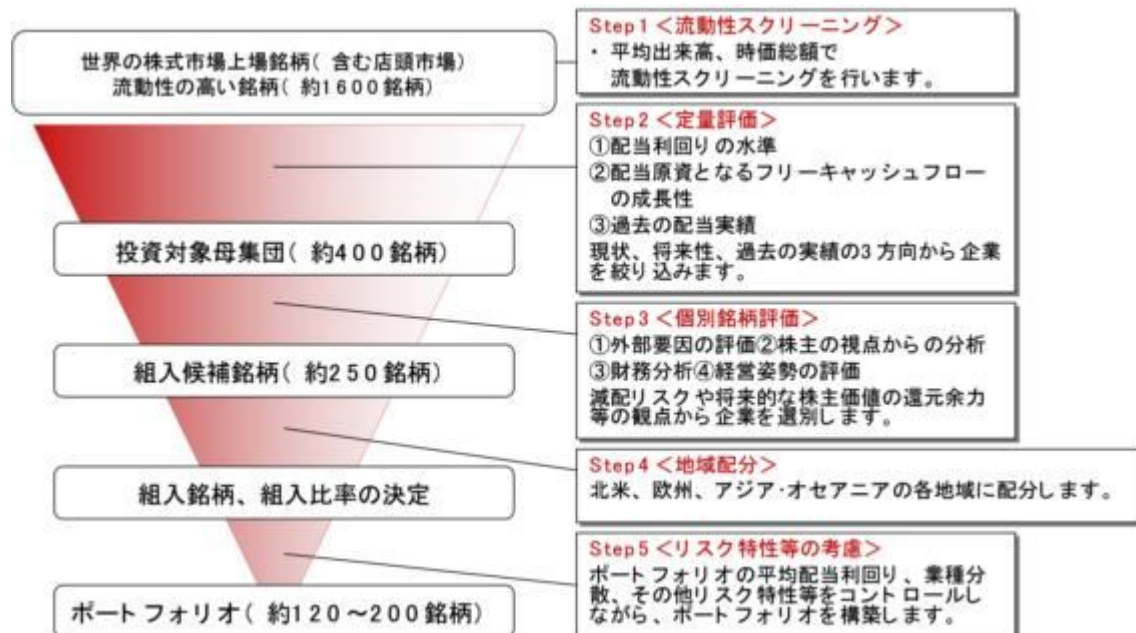 世界の株式市場上場銘柄( 含む店頭市場)
流動性の高い銘柄( 約1600銘柄)
Step1<流動性スクリーニング>
・ 平均出来高、時価総額で
流動性スクリーニングを行います。
Step2<定量評価>
①配当利回りの水準
②配当原資となるフリーキャッシュフロー
の成長性
③過去の配当実績
現状、将来性、過去の実績の3方向から企業
を絞り込みます。
投資対象母集団( 約400銘柄)
Step3<個別銘柄評価>
①外部要因の評価②株主の視点からの分析
③財務分析④経営姿勢の評価
減配リスクや将来的な株主価値の還元余力
等の観点から企業を選別します。
組入候補銘柄( 約250銘柄)
Step4<地域配分>
北米、欧州、アジア・オセアニアの各地域に配分します。
組入銘柄、組入比率の決定
Step5<リスク特性等の考慮>
ポートフォリオの平均配当利回り、業種分
散、その他リスク特性等をコントロールし
ながら、ポートフォリオを構築します。
ポートフォリオ( 約120～200銘柄)